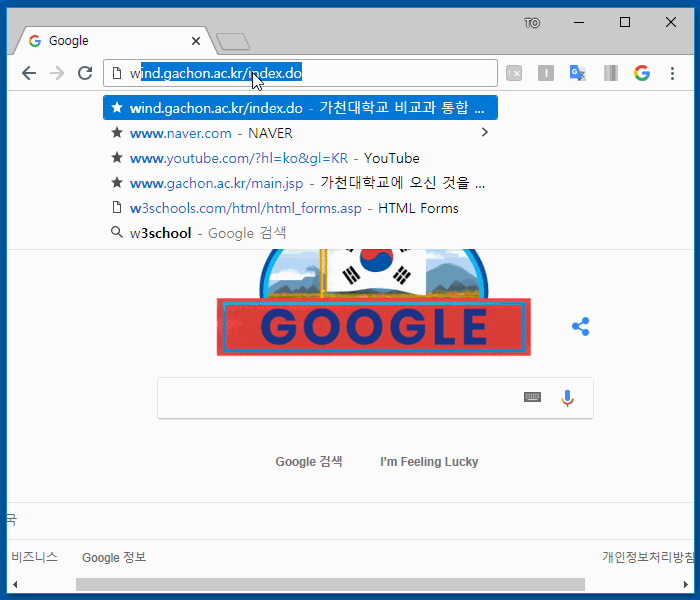 TO
Google
wind.gachon.ac.kr/index.do
wind.gachon.ac.kr/index.do - 가천대학교 비교과 통합 ...
www.naver.com - NAVER
www.youtube.com/?hl=ko&gl=KR - YouTube
www.gachon.ac.kr/main.jsp - 가천대학교에 오신 것을 ...
w3schools.com/html/html_forms.asp - HTML Forms
w3school - Google 검색
GOOGLE
Google 검색 I'm Feeling Lucky
국
비즈니스 Google 정보 개인정보처리방침